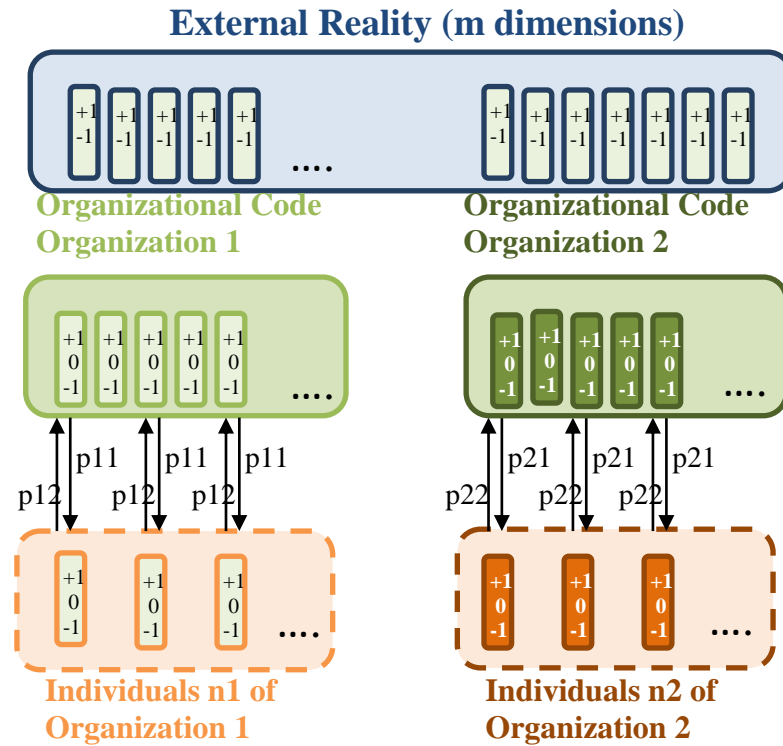 External Reality (m dimensions)
+1 +1 +1 +1 +1 +1 +1 +1 +1 +1 +1 +1
-1 -1 -1 -1 -1 -1 -1 -1 -1 -1 -1 -1
.... 
Organizational Code
Organization 1
Organizational Code
Organization 2
+1 +1 +1 +1 +1
0 0 0 0 0
-1 -1 -1 -1 -1
....
+1 +1 +1 +1 +1
0 0 0 0 0
-1 -1 -1 -1 -1
....
p11 p11 p11
p12 p12 p12
p21 p21 p21
p22 p22 p22
+1 +1 +1
0 0 0
-1 -1 -1
....
+1 +1 +1
0 0 0
-1 -1 -1
....
Individuals n1 of
Organization 1
Individuals n2 of
Organization 2